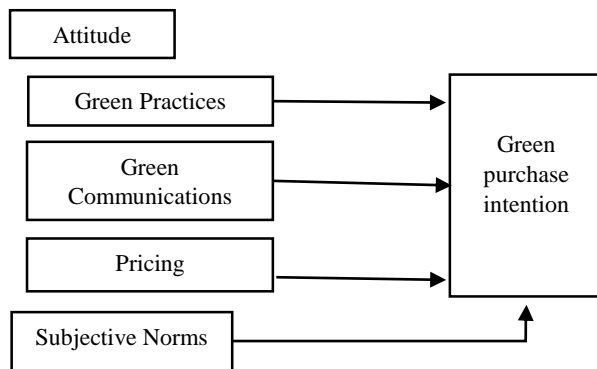 Attitude
Green Practices
Green
Communications
Pricing
Subjective Norms
Green
purchase
intention